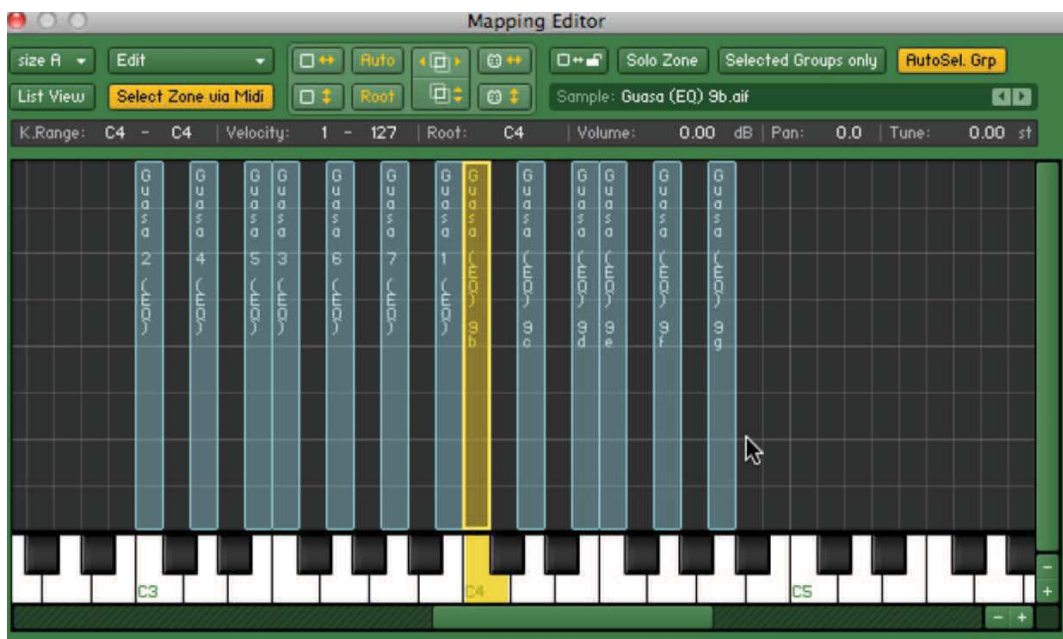 Mapping Editor
size A Edit Auto Solo Zone Selected Groups only AutoSel. Grp
List View Select Zone via Midi Root Sample: Guasa (EQ) 9b.aif
K.Range: C4 - C4 | Velocity: 1 - 127 | Root: C4 | Volume: 0.00 dB | Pan: 0.0 | Tune: 0.00 st
Guasa 2 (EQ)
Guasa 4 (EQ)
Guasa 5 (EQ)
Guasa 3 (EQ)
Guasa 6 (EQ)
Guasa 7 (EQ)
Guasa 1 (EQ)
Guasa (EQ) 9b
Guasa (EQ) 9c
Guasa (EQ) 9d
Guasa (EQ) 9e
Guasa (EQ) 9f
Guasa (EQ) 9g
C3 C4 C5